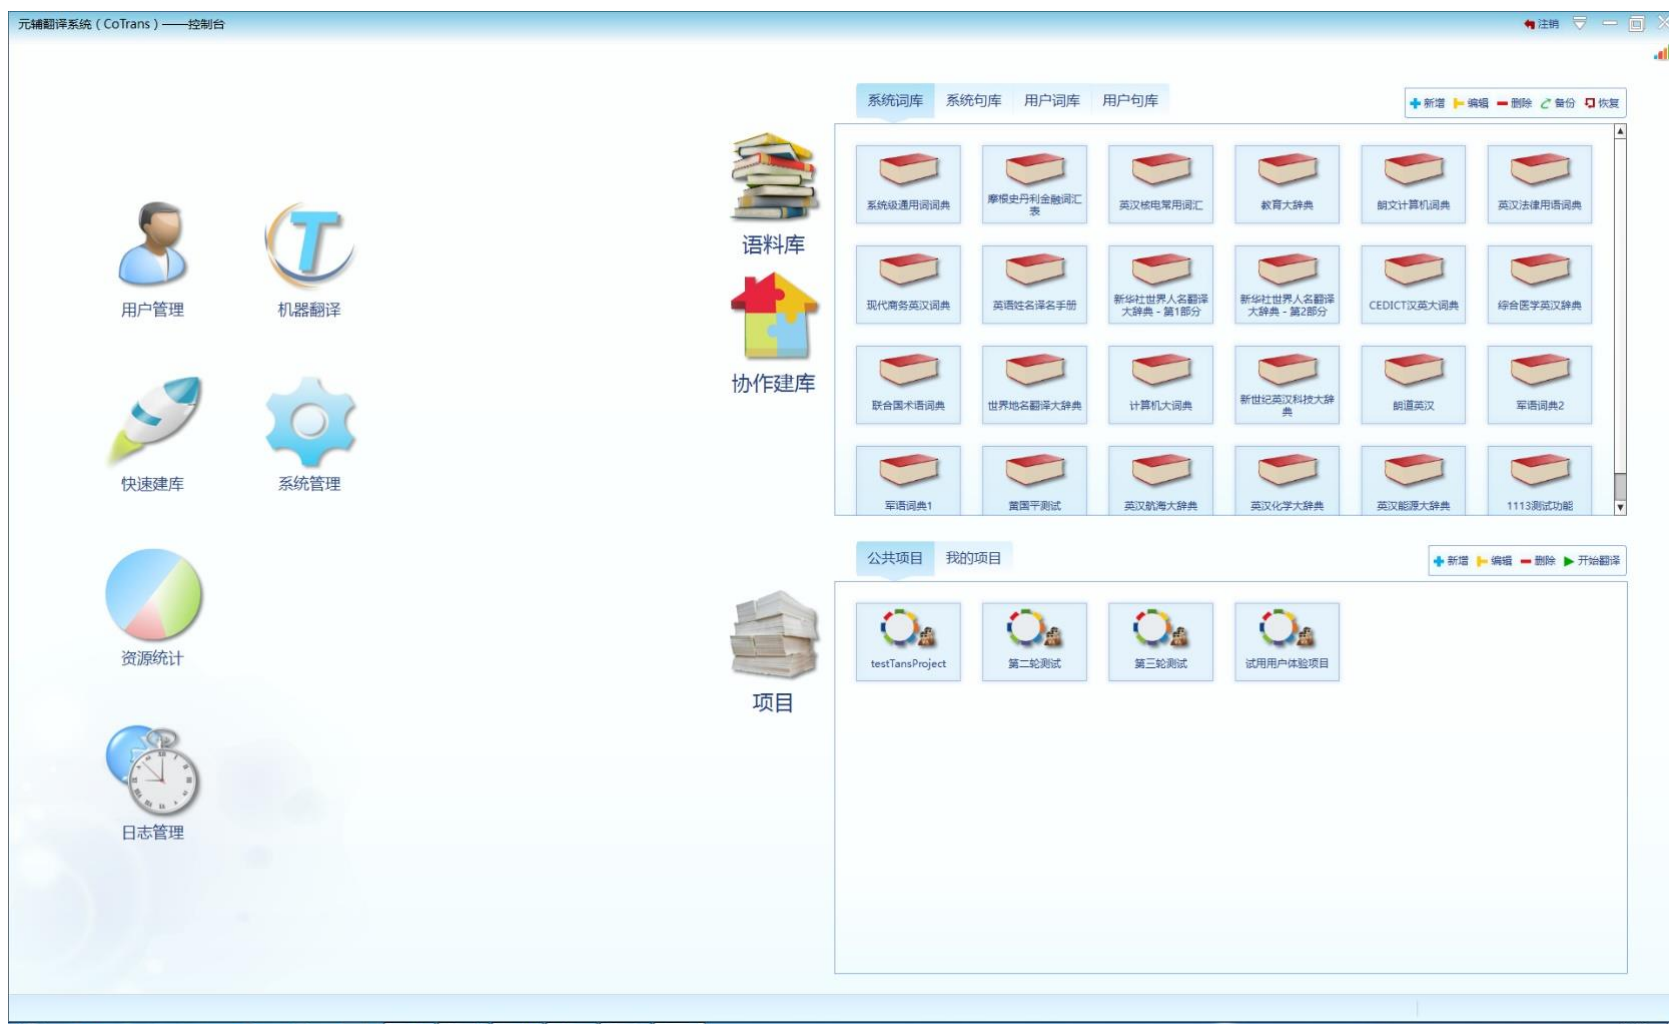 元辅翻译系统（CoTrans）——控制台
注销
用户管理
机器翻译
快速建库
系统管理
资源统计
日志管理
语料库
协作建库
项目
系统词库 系统句库 用户词库 用户句库
新增 编辑 删除 备份 恢复
系统级通用词词典
摩根史丹利金融词汇
表
英汉核电常用词汇
教育大辞典
朗文计算机词典
英汉法律用语词典
现代商务英汉词典
英语姓名译名手册
新华社世界人名翻译
大辞典 - 第1部分
新华社世界人名翻译
大辞典 - 第2部分
CEDICT汉英大词典
综合医学英汉辞典
联合国术语词典
世界地名翻译大辞典
计算机大词典
新世纪英汉科技大辞
典
朗道英汉
军语词典2
军语词典1
黄国平测试
英汉航海大辞典
英汉化学大辞典
英汉能源大辞典
1113测试功能
公共项目 我的项目
新增 编辑 删除 开始翻译
testTansProject
第二轮测试
第三轮测试
试用用户体验项目